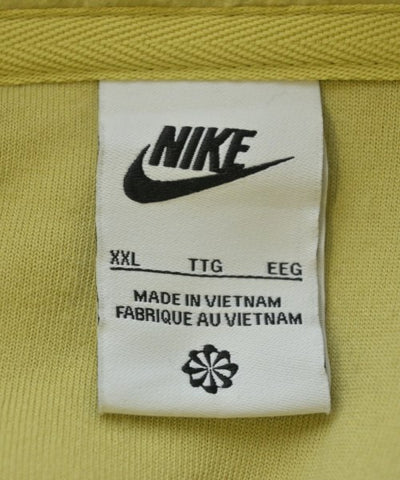 NIKE
XXL TTG EEG
MADE IN VIETNAM
FABRIQUE AU VIETNAM